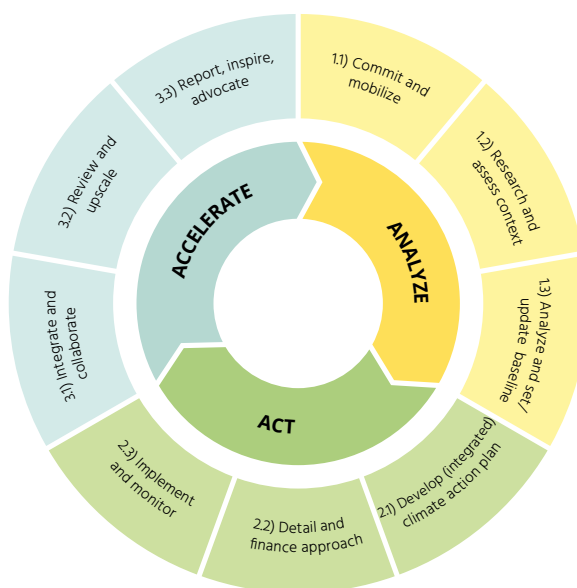 1.1) Commit and
mobilize
1.2) Research and
assess context
1.3) Analyze and set/
update baseline
2.1) Develop (integrated)
climate action plan
2.2) Detail and
finance approach
2.3) Implement
and monitor
3.1) Integrate and
collaborate
3.2) Review and
upscale
3.3) Report, inspire,
advocate
ANALYZE
ACT
ACCELERATE